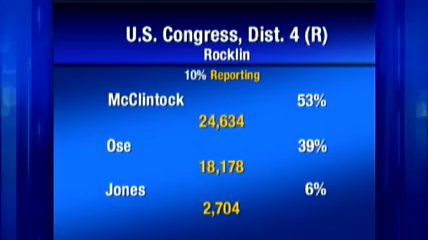 U.S. Congress, Dist. 4 (R)
Rocklin
10% Reporting
McClintock 53%
24,634
Ose 39%
18,178
Jones 6%
2,704